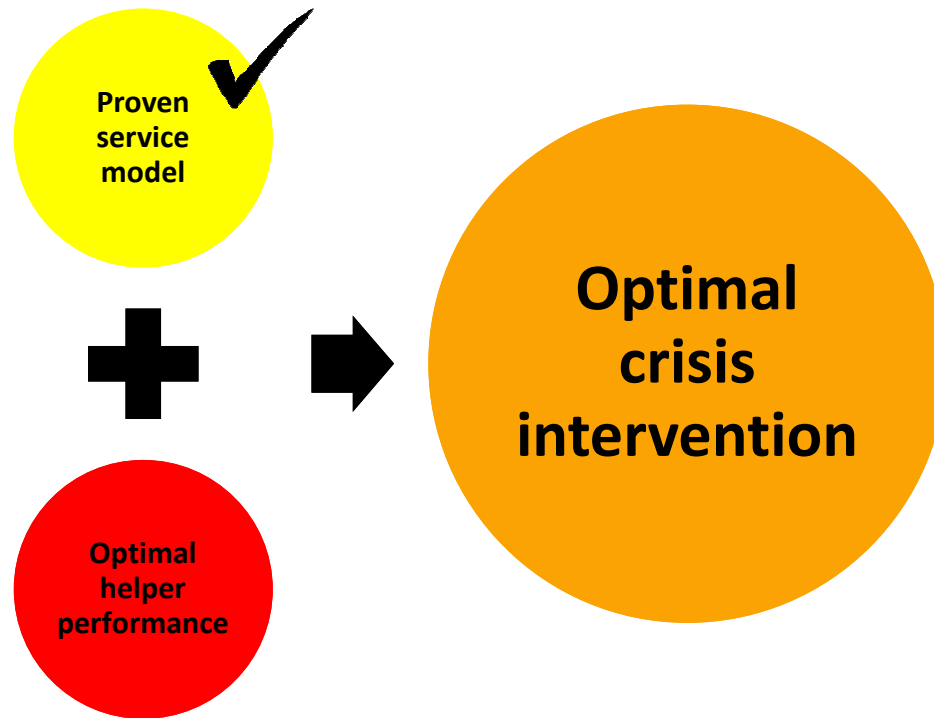 Proven
service
model
Optimal
helper
performance
Optimal
crisis
intervention